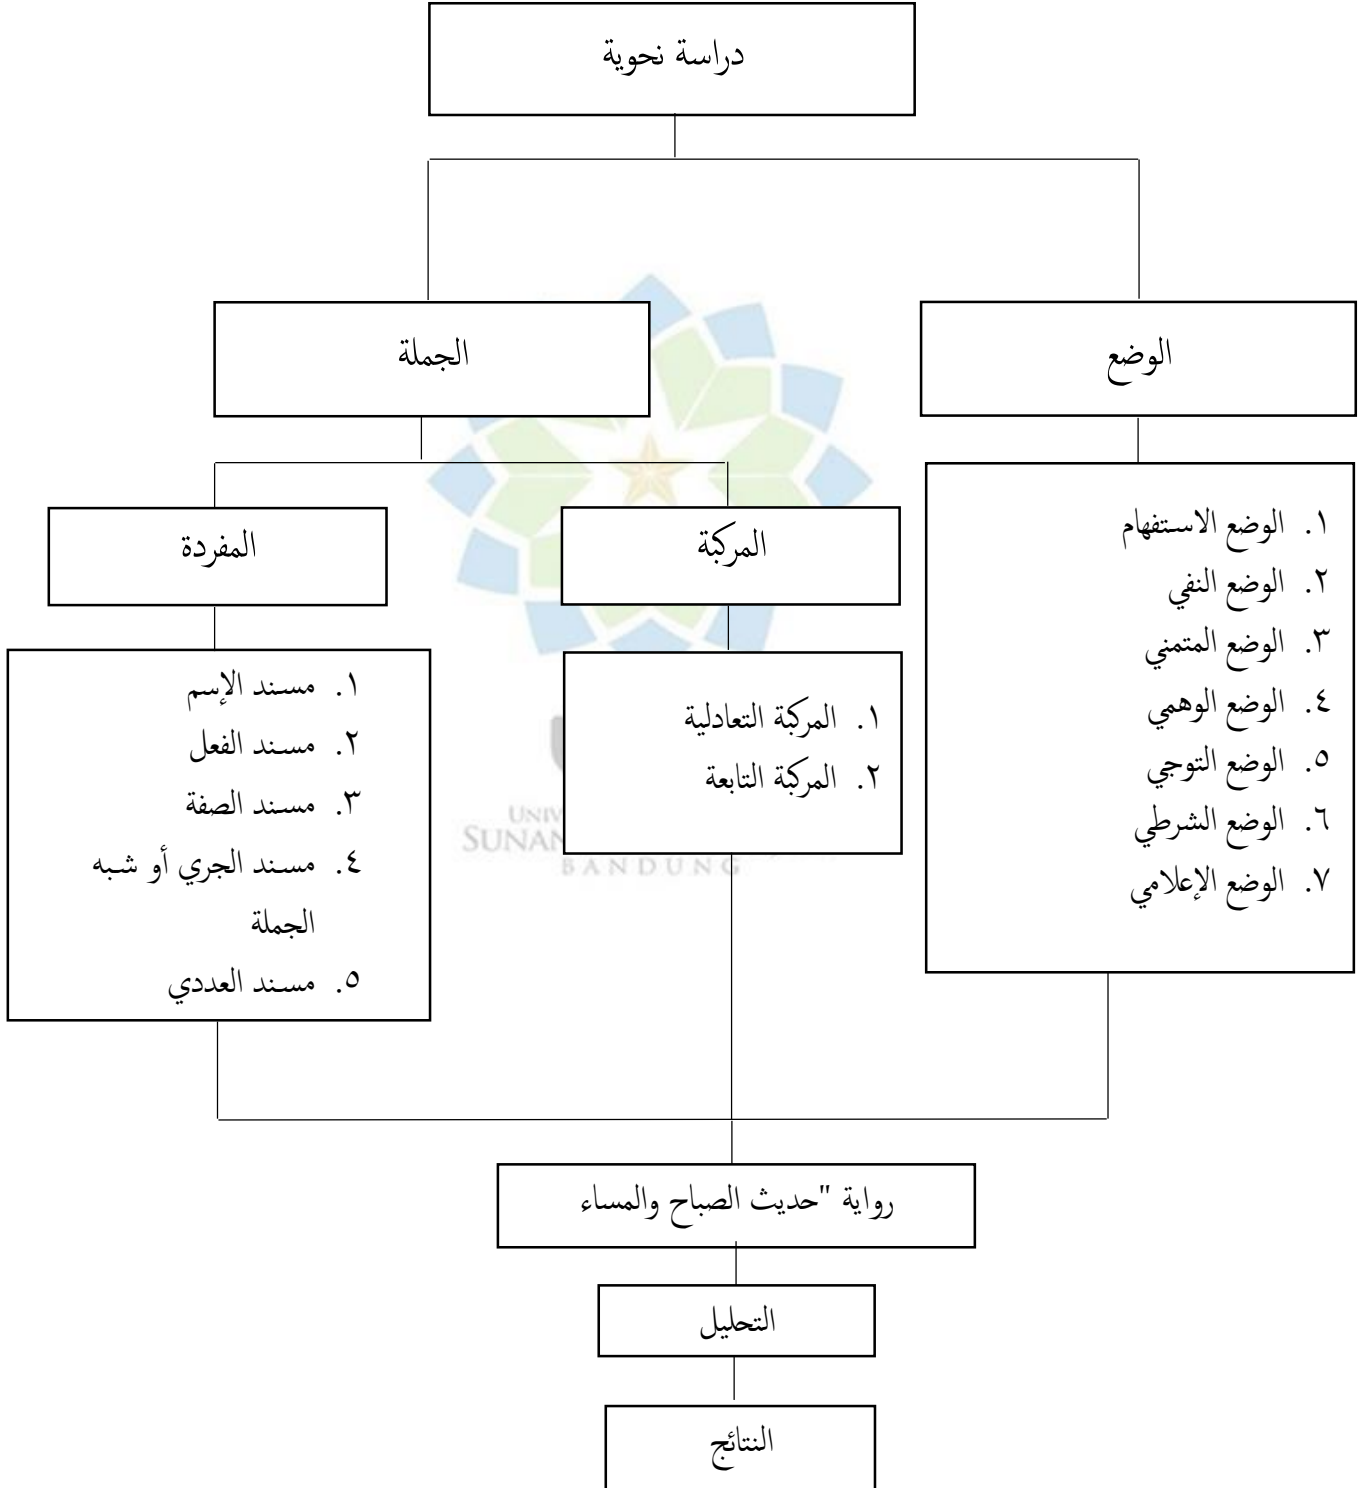 دراسة نحوية
الوضع
الجملة
١. الوضع الاستفهام
٢. الوضع النفي
٣. الوضع المتمني
٤. الوضع الوهمي
٥. الوضع التوجي
٦. الوضع الشرطي
٧. الوضع الإعلامي
المركبة
المفردة
١. المركبة التعادلية
٢. المركبة التابعة
١. مسند الإسم
٢. مسند الفعل
٣. مسند الصفة
٤. مسند الجري أو شبه
الجملة
٥. مسند العددي
UNIV
SUNAN
BANDUNG
رواية "حديث الصباح والمساء
التحليل
النتائج